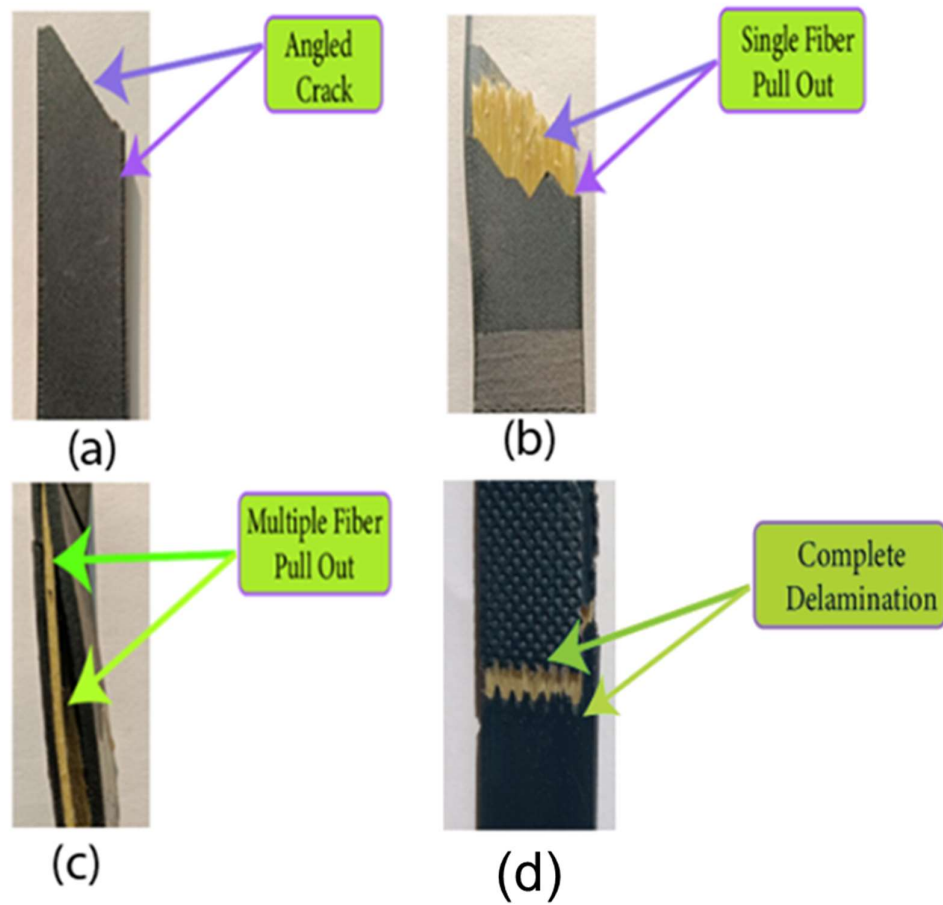 Angled
Crack
(a)
Single Fiber
Pull Out
(b)
Multiple Fiber
Pull Out
(c)
Complete
Delamination
(d)